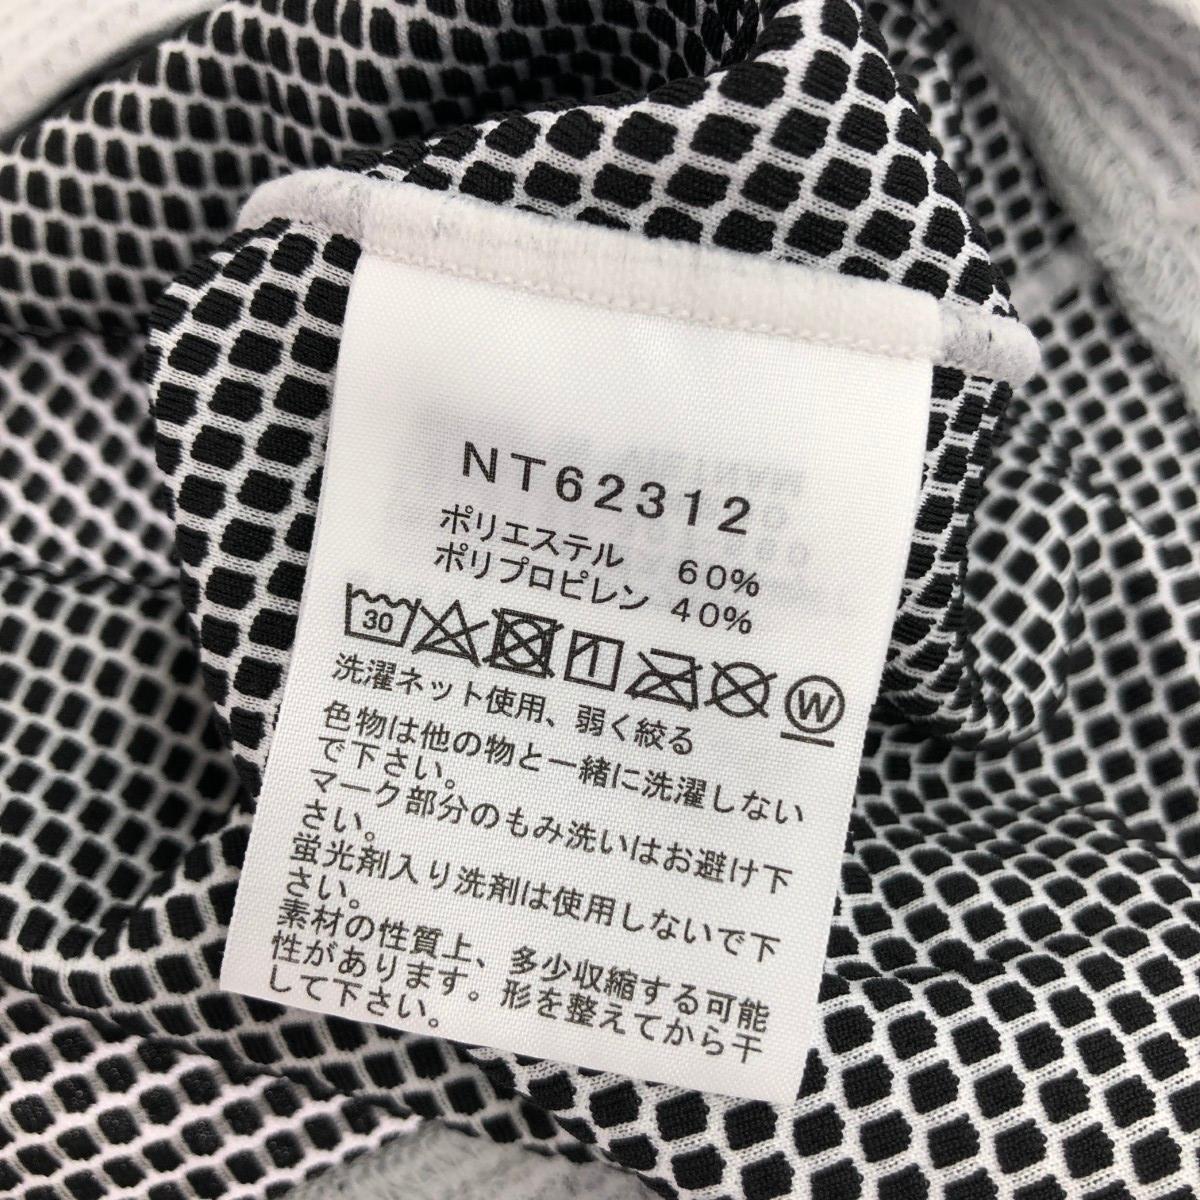 NT62312
ポリエステル 60%
ポリプロピレン 40%
30
W
洗濯ネット使用、弱く絞る
色物は他の物と一緒に洗濯しない
で下さい。
マーク部分のもみ洗いはお避け下
さい。
蛍光剤入り洗剤は使用しないで下
さい。
素材の性質上、多少収縮する可能
性があります。形を整えてから干
して下さい。